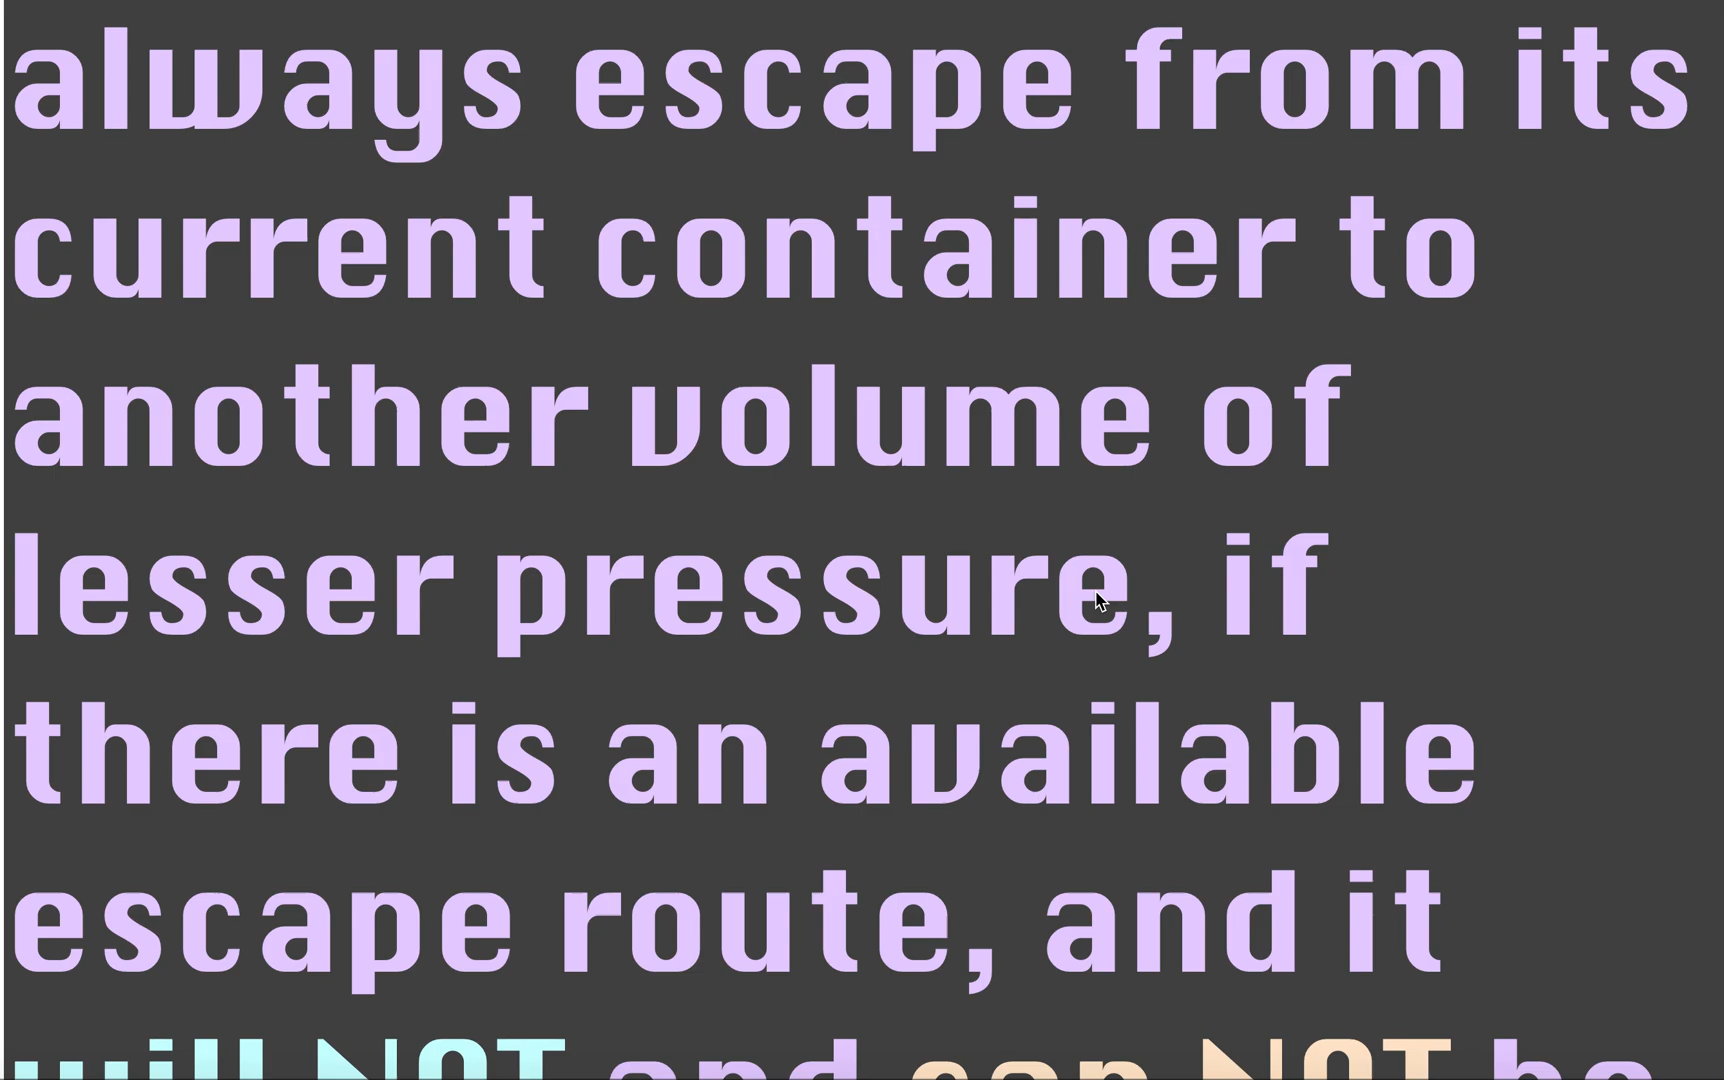 always escape from its
current container to
another volume of
lesser pressure, if
there is an available
escape route, and it
will NOT and can NOT be